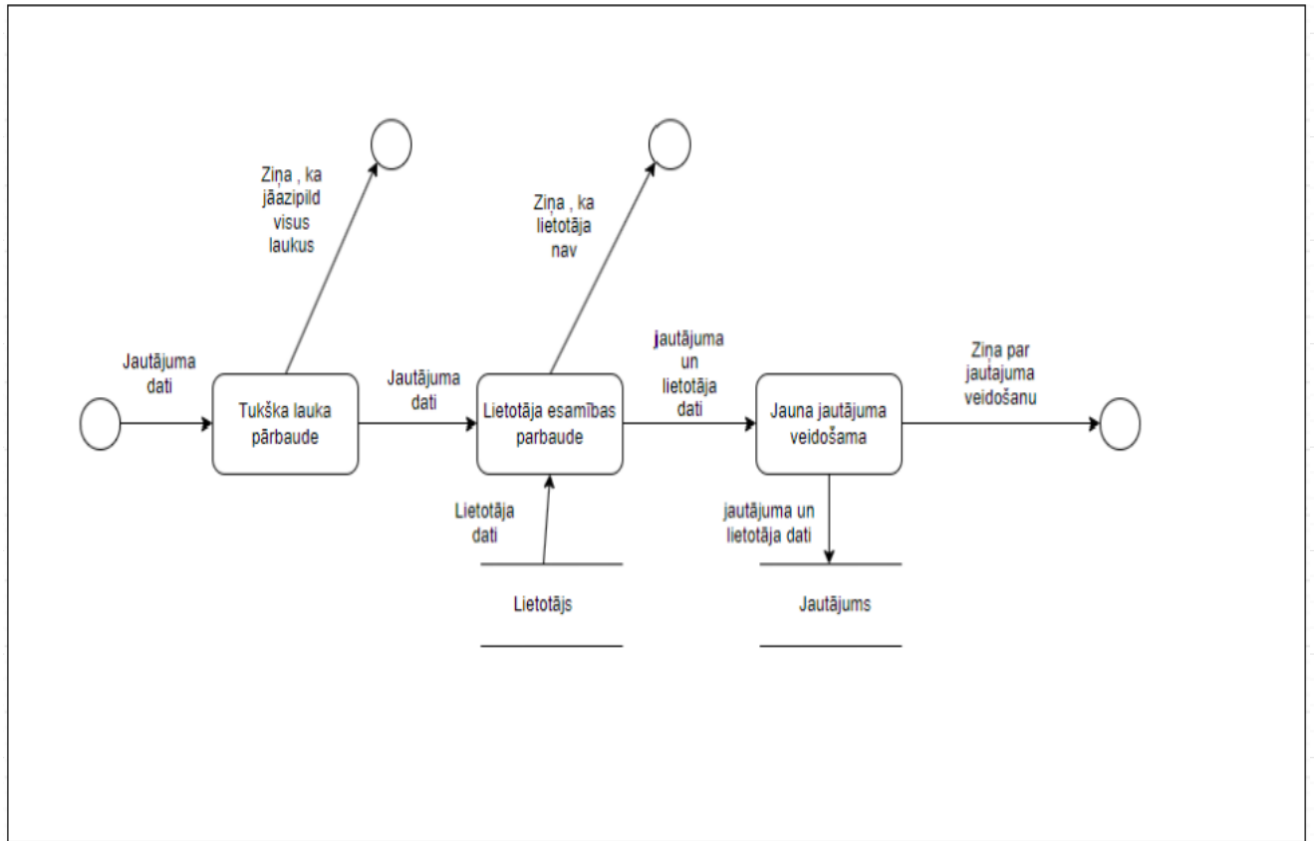 Ziņa , ka
jāazipild
visus
laukus
Ziņa , ka
lietotāja
nav
Jautājuma
dati
Tukška lauka
pārbaude
Jautājuma
dati
Lietotāja esamības
parbaude
jautājuma
un
lietotāja
dati
Jauna jautājuma
veidošama
Ziņa par
jautajuma
veidošanu
Lietotāja
dati
jautājuma un
lietotāja dati
Lietotājs
Jautājums